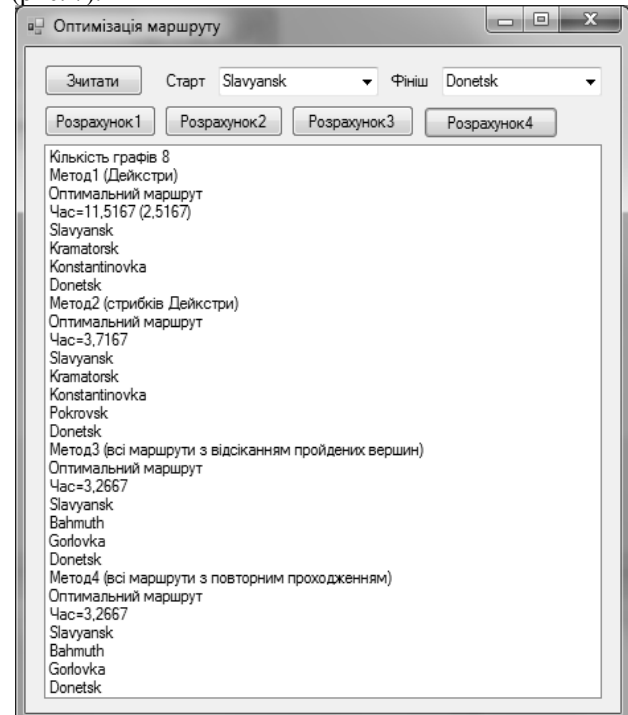 Оптимізація маршруту
Зчитати Старт Slavyansk Фініш Donetsk
Розрахунок1 Розрахунок2 Розрахунок3 Розрахунок4
Кількість графів 8
Метод1 (Дейкстри)
Оптимальний маршрут
Час=11,5167 (2,5167)
Slavyansk
Kramatorsk
Konstantinovka
Donetsk
Метод2 (стрибків Дейкстри)
Оптимальний маршрут
Час=3,7167
Slavyansk
Kramatorsk
Konstantinovka
Pokrovsk
Donetsk
Метод3 (всі маршрути з відсіканням пройдених вершин)
Оптимальний маршрут
Час=3,2667
Slavyansk
Bahmuth
Gorlovka
Donetsk
Метод4 (всі маршрути з повторним проходженням)
Оптимальний маршрут
Час=3,2667
Slavyansk
Bahmuth
Gorlovka
Donetsk